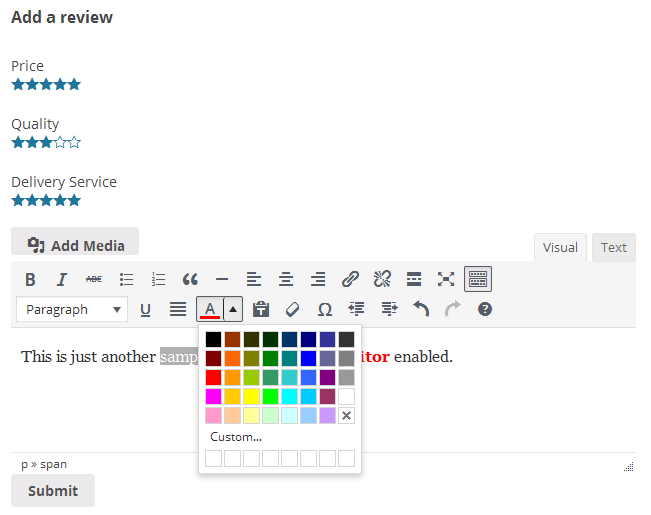 Add a review
Price
Quality
Delivery Service
Add Media
Visual Text
B I ABC
Paragraph U A T Ω ?
This is just another samp itor enabled.
Custom...
p » span
Submit